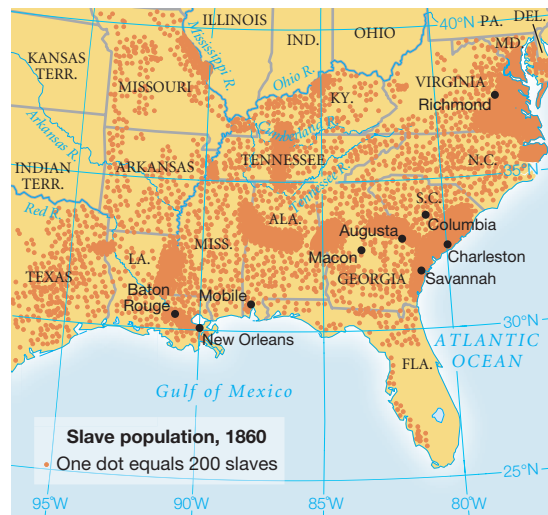 ILLINOIS
IND.
OHIO
40°N
PA.
DEL.
MD.
KANSAS
TERR.
MISSOURI
Mississippi R.
Ohio R.
KY.
VIRGINIA
Richmond
Arkansas R.
Cumberland R.
INDIAN
TERR.
ARKANSAS
TENNESSEE
Tennessee R.
N.C.
35°N
Red R.
S.C.
Columbia
ALA.
MISS.
Augusta
Macon
Charleston
GEORGIA
Savannah
TEXAS
LA.
Baton
Rouge
Mobile
New Orleans
30°N
ATLANTIC
OCEAN
FLA.
Gulf of Mexico
Slave population, 1860
One dot equals 200 slaves
25°N
95°W
90°W
85°W
80°W